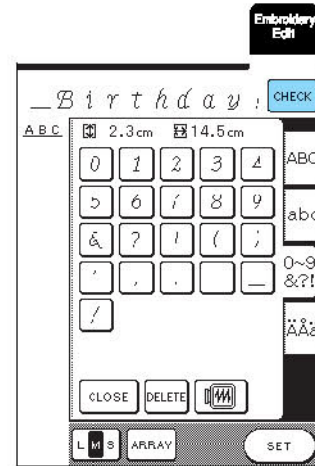 Embroidery
Edit
_Birthday!
CHECK
ABC
2.3cm 14.5cm
0 1 2 3 4
ABC
5 6 7 8 9
abc
& ? ! ( ;
0~9
&?!
' , . _
/
ÄÅa
CLOSE DELETE
L M S ARRAY SET